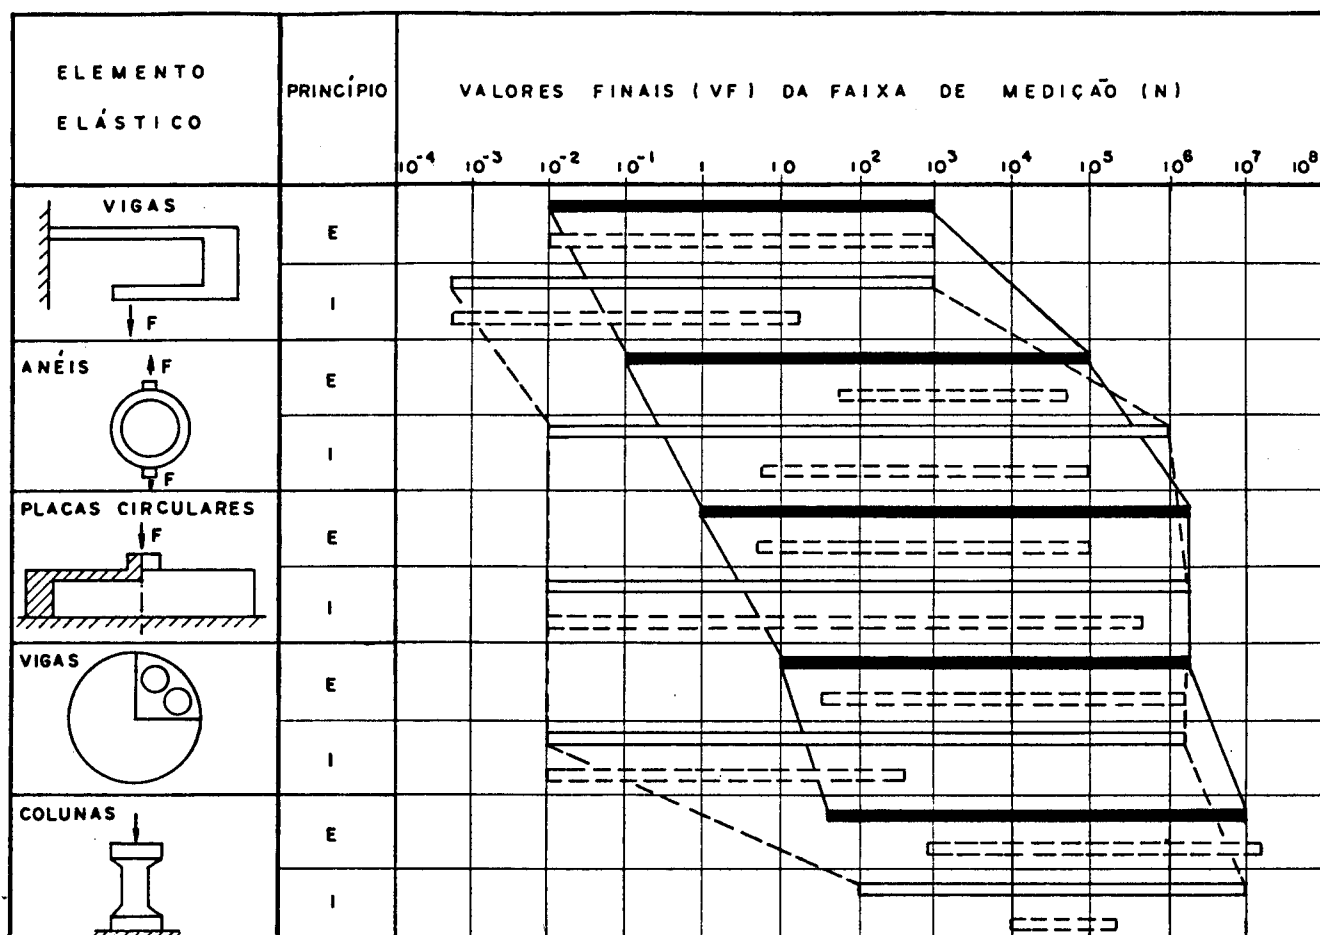 ELEMENTO
ELÁSTICO
PRINCÍPIO
VALORES FINAIS (VF) DA FAIXA DE MEDIÇÃO (N)
10⁻⁴ 10⁻³ 10⁻² 10⁻¹ 1 10 10² 10³ 10⁴ 10⁵ 10⁶ 10⁷ 10⁸
VIGAS
F
E
I
ANÉIS
F
F
E
I
PLACAS CIRCULARES
F
E
I
VIGAS
E
I
COLUNAS
E
I